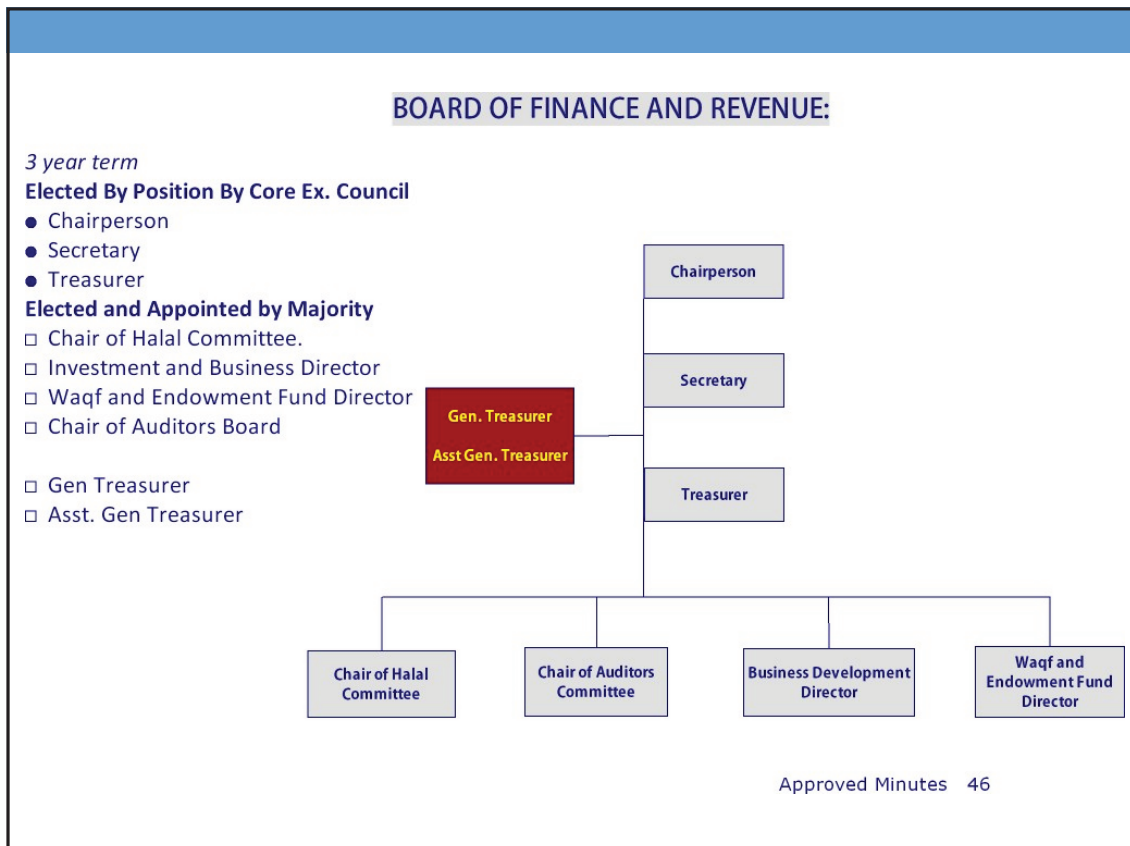 BOARD OF FINANCE AND REVENUE:
3 year term
Elected By Position By Core Ex. Council
● Chairperson
● Secretary
● Treasurer
Elected and Appointed by Majority
□ Chair of Halal Committee.
□ Investment and Business Director
□ Waqf and Endowment Fund Director
□ Chair of Auditors Board
□ Gen Treasurer
□ Asst. Gen Treasurer
Chairperson
Secretary
Gen. Treasurer
Asst Gen. Treasurer
Treasurer
Chair of Halal
Committee
Chair of Auditors
Committee
Business Development
Director
Waqf and
Endowment Fund
Director
Approved Minutes 46